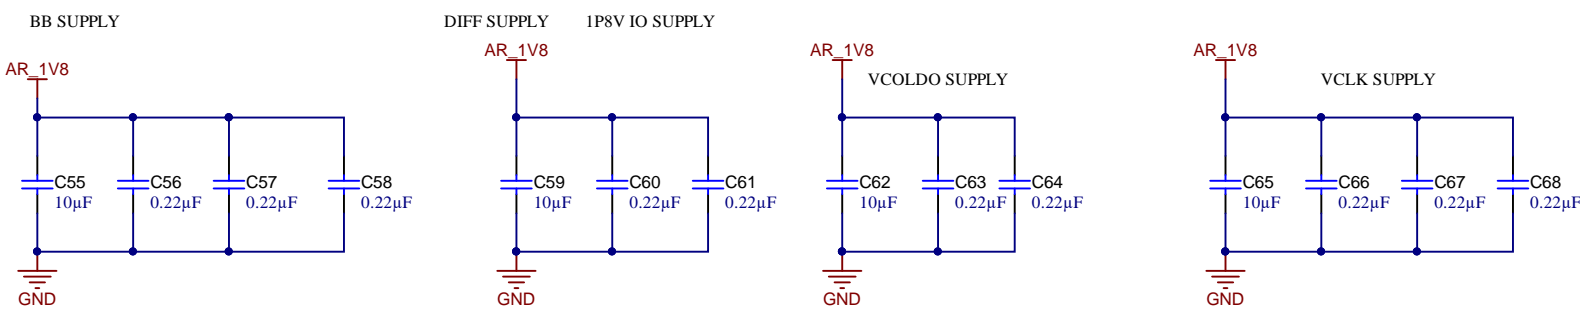 BB SUPPLY
DIFF SUPPLY 1P8V IO SUPPLY
AR_1V8
AR_1V8
AR_1V8
AR_1V8
VCOLDO SUPPLY
VCLK SUPPLY
C55
10µF
C56
0.22µF
C57
0.22µF
C58
0.22µF
C59
10µF
C60
0.22µF
C61
0.22µF
C62
10µF
C63
0.22µF
C64
0.22µF
C65
10µF
C66
0.22µF
C67
0.22µF
C68
0.22µF
GND
GND
GND
GND